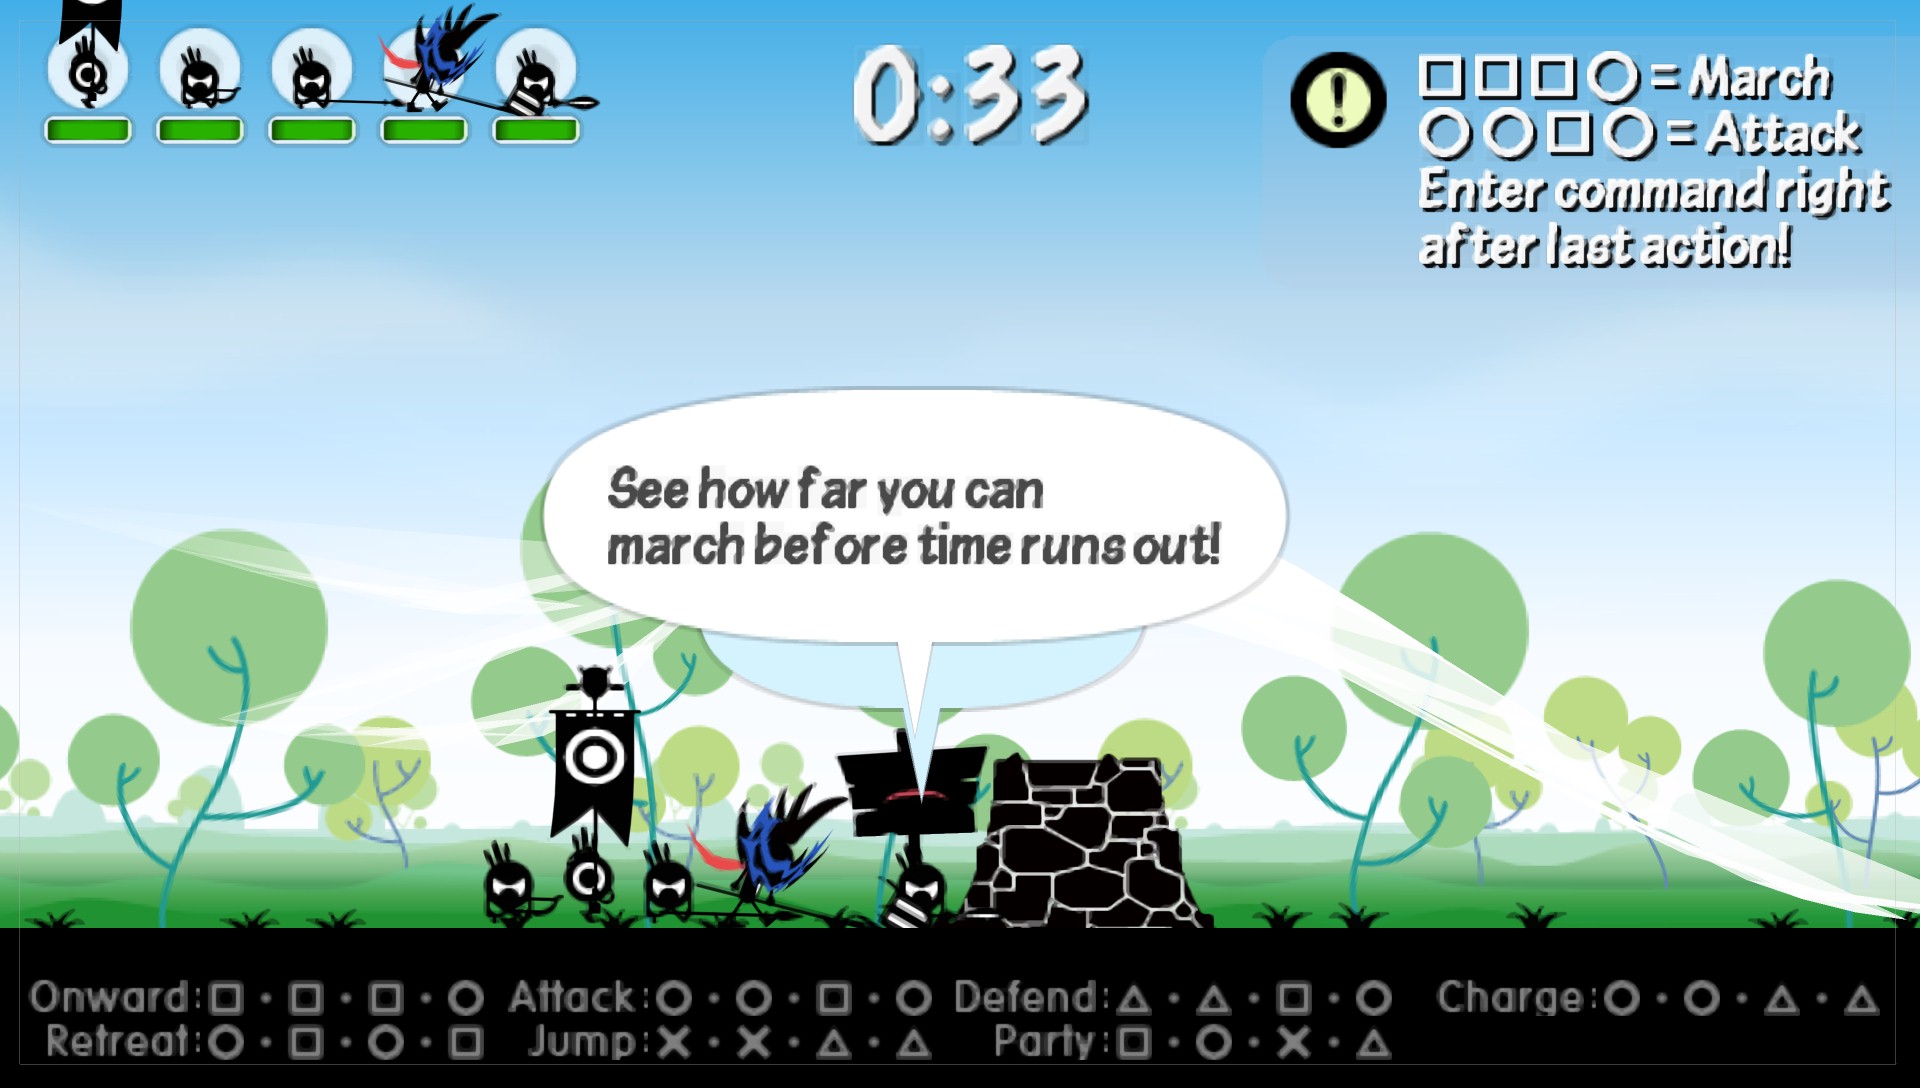 0:33
□□□○ = March
○○□○ = Attack
Enter command right
after last action!
See how far you can
march before time runs out!
Onward: □ · □ · □ · ○ Attack: ○ · ○ · □ · ○ Defend: △ · △ · □ · ○ Charge: ○ · ○ · △ · △
Retreat: ○ · □ · ○ · □ Jump: X · X · △ · △ Party: □ · ○ · X · △